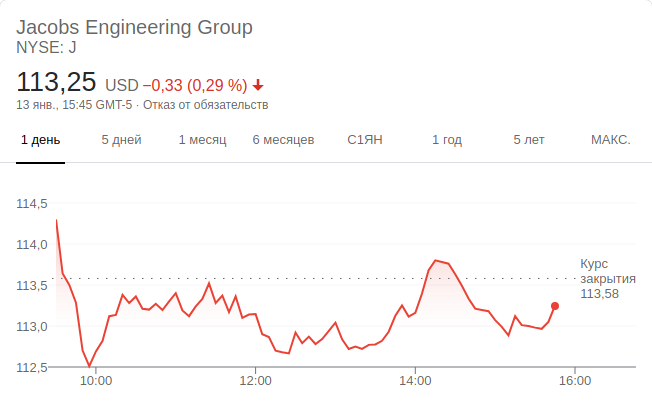 Jacobs Engineering Group
NYSE: J
113,25 USD −0,33 (0,29 %)
13 янв., 15:45 GMT-5 · Отказ от обязательств
1 день 5 дней 1 месяц 6 месяцев С1ЯН 1 год 5 лет МАКС.
114,5
114,0
113,5
113,0
112,5
Курс
закрытия
113,58
10:00 12:00 14:00 16:00